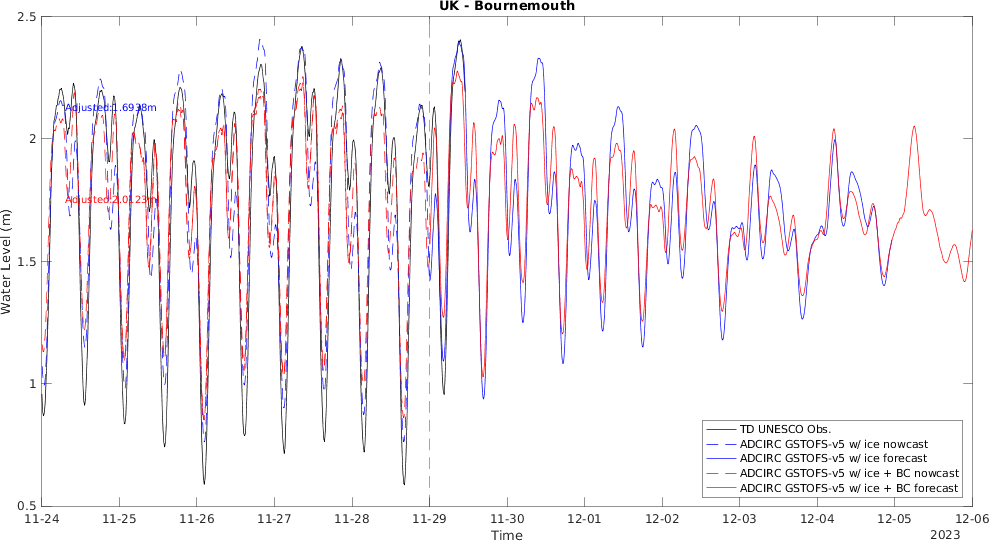 UK - Bournemouth
Water Level (m)
2.5
2
1.5
1
0.5
Adjusted:1.6938m
Adjusted:2.0123m
TD UNESCO Obs.
ADCIRC GSTOFS-v5 w/ ice nowcast
ADCIRC GSTOFS-v5 w/ ice forecast
ADCIRC GSTOFS-v5 w/ ice + BC nowcast
ADCIRC GSTOFS-v5 w/ ice + BC forecast
11-24 11-25 11-26 11-27 11-28 11-29 11-30 12-01 12-02 12-03 12-04 12-05 12-06
Time
2023